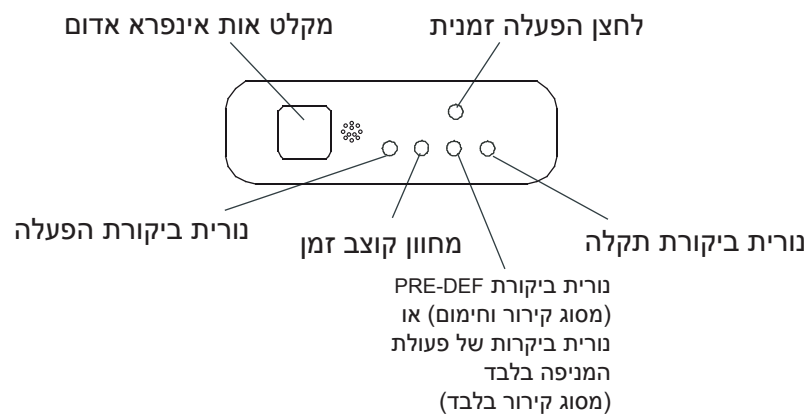 לחצן הפעלה זמנית
מקלט אות אינפרא אדום
נורית ביקורת תקלה
מחוון קוצב זמן
נורית ביקורת הפעלה
נורית ביקורת PRE-DEF
(מסוג קירור וחימום) או
נורית ביקרות של פעולת
המניפה בלבד
(מסוג קירור בלבד)